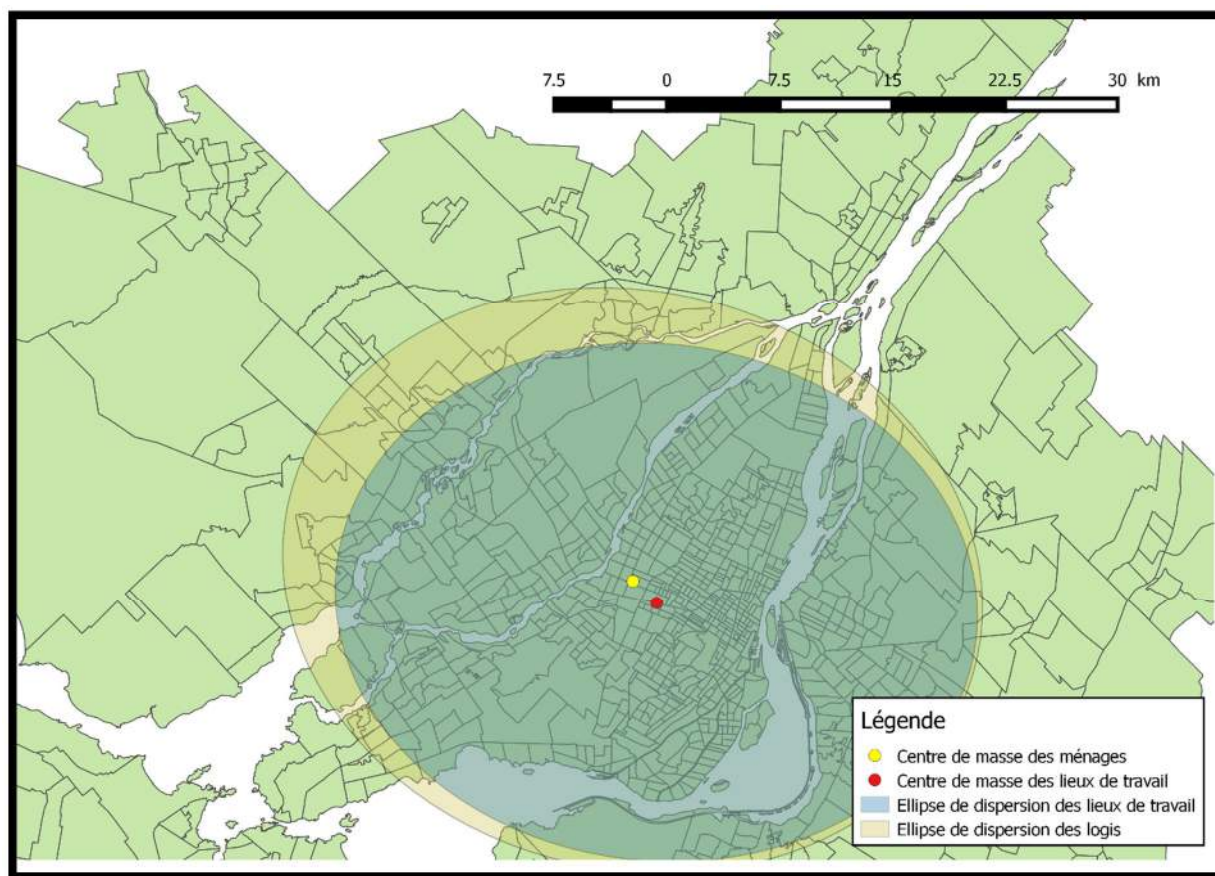 7.5 0 7.5 15 22.5 30 km
Légende
Centre de masse des ménages
Centre de masse des lieux de travail
Ellipse de dispersion des lieux de travail
Ellipse de dispersion des logis